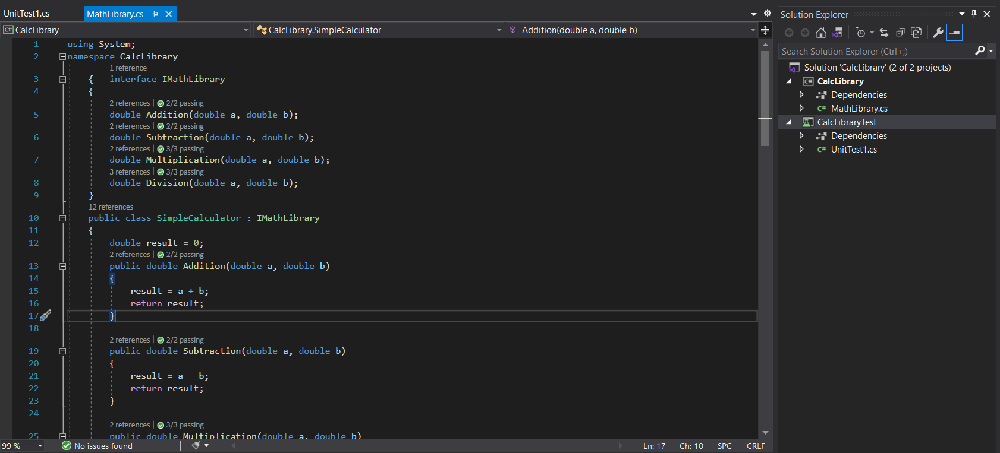 UnitTest1.cs
MathLibrary.cs
CalcLibrary
CalcLibrary.SimpleCalculator
Addition(double a, double b)
1 using System;
2 namespace CalcLibrary
1 reference
3 { interface IMathLibrary
4 {
2 references | 2/2 passing
5 double Addition(double a, double b);
2 references | 2/2 passing
6 double Subtraction(double a, double b);
2 references | 3/3 passing
7 double Multiplication(double a, double b);
3 references | 3/3 passing
8 double Division(double a, double b);
9 }
12 references
10 public class SimpleCalculator : IMathLibrary
11 {
12 double result = 0;
2 references | 2/2 passing
13 public double Addition(double a, double b)
14 {
15 result = a + b;
16 return result;
17 }
18
2 references | 2/2 passing
19 public double Subtraction(double a, double b)
20 {
21 result = a - b;
22 return result;
23 }
24
2 references | 3/3 passing
25 public double Multiplication(double a, double b)
99 %
No issues found
Ln: 17 Ch: 10 SPC CRLF
Solution Explorer
Search Solution Explorer (Ctrl+;)
Solution 'CalcLibrary' (2 of 2 projects)
C# CalcLibrary
Dependencies
C# MathLibrary.cs
CalcLibraryTest
Dependencies
C# UnitTest1.cs